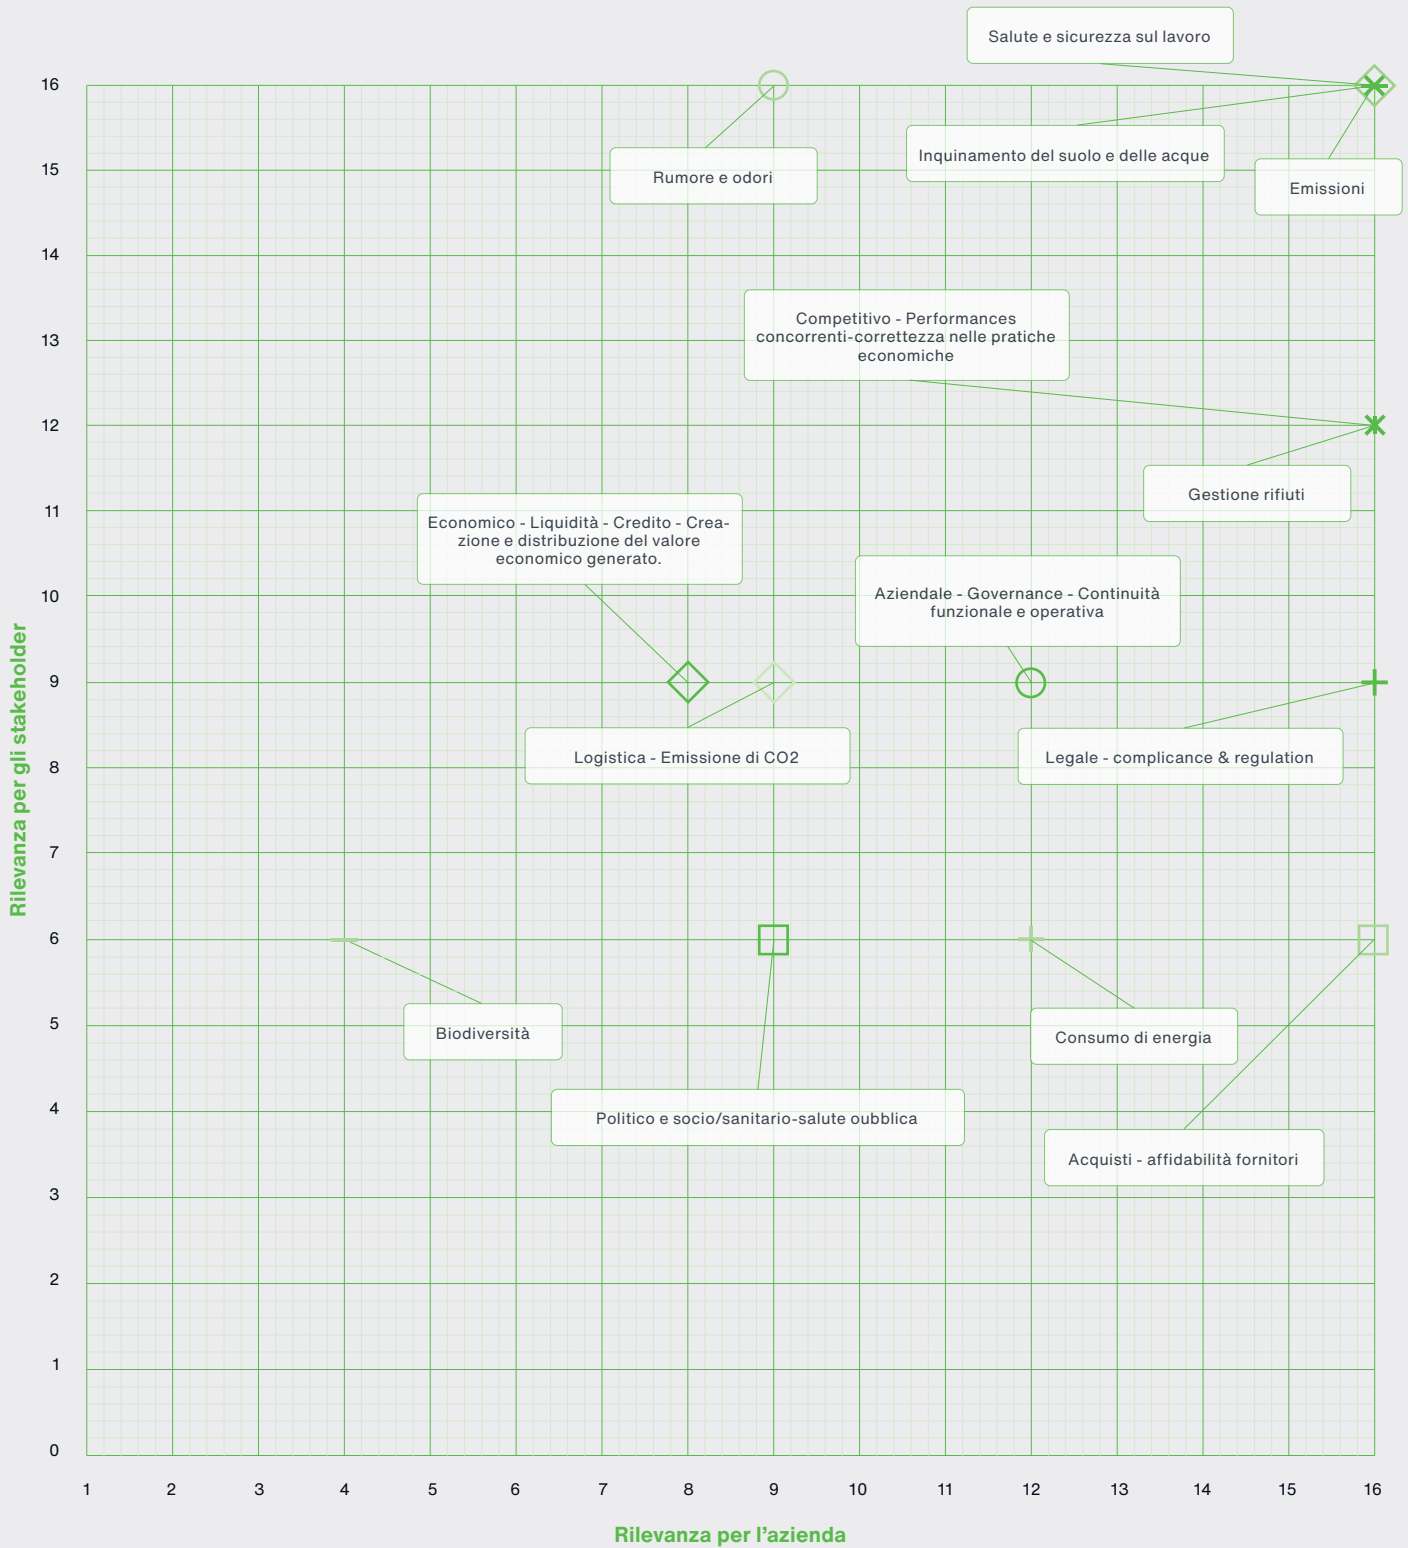 Salute e sicurezza sul lavoro
16
Inquinamento del suolo e delle acque
Rumore e odori
15
Emissioni
14
Competitivo - Performances
concorrenti-correttezza nelle pratiche
economiche
13
12
Gestione rifiuti
11
Economico - Liquidità - Credito - Crea-
zione e distribuzione del valore
economico generato.
10
Aziendale - Governance - Continuità
funzionale e operativa
9
Logistica - Emissione di CO2
Legale - complicance & regulation
8
7
6
Biodiversità
5
Consumo di energia
4
Politico e socio/sanitario-salute oubblica
Acquisti - affidabilità fornitori
3
2
1
0
Rilevanza per gli stakeholder
1 2 3 4 5 6 7 8 9 10 11 12 13 14 15 16
Rilevanza per l’azienda